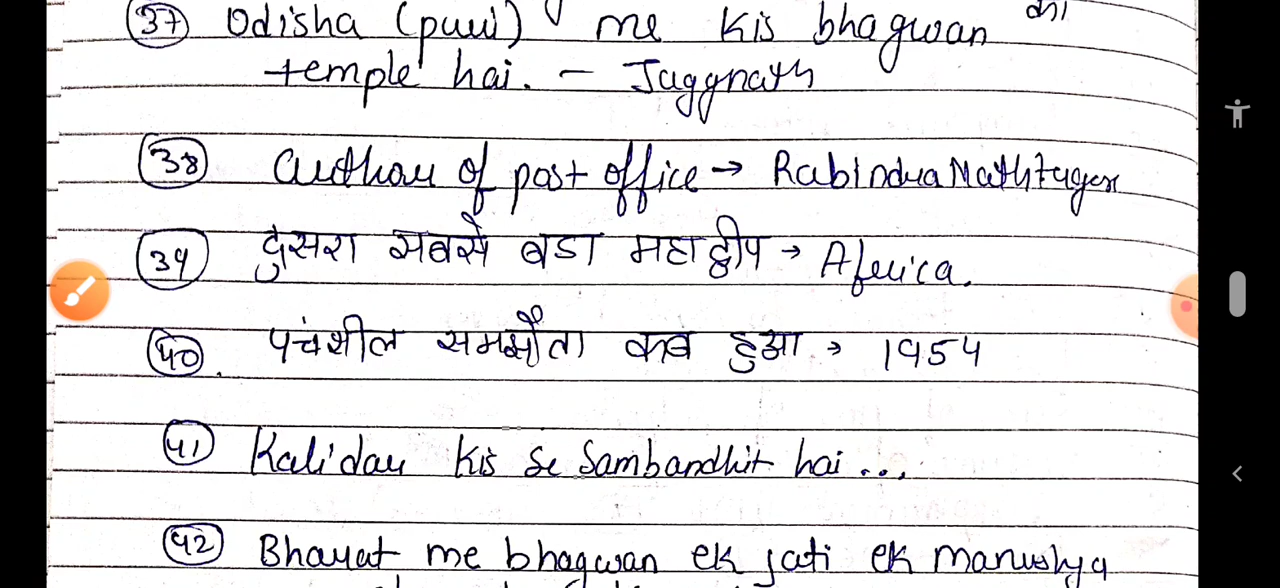 37 Odisha (puri) me kis bhagwan का
temple hai. - Jaggnath
38 Author of post office → Rabindra Nath tagor
39 दुसरा सबसे बडा महाद्वीप → Africa.
40. पंचशील समझौता कब हुआ → 1954
41 Kalidas kis se Sambandhit hai ...
42 Bharat me bhagwan ek jati ek manushya